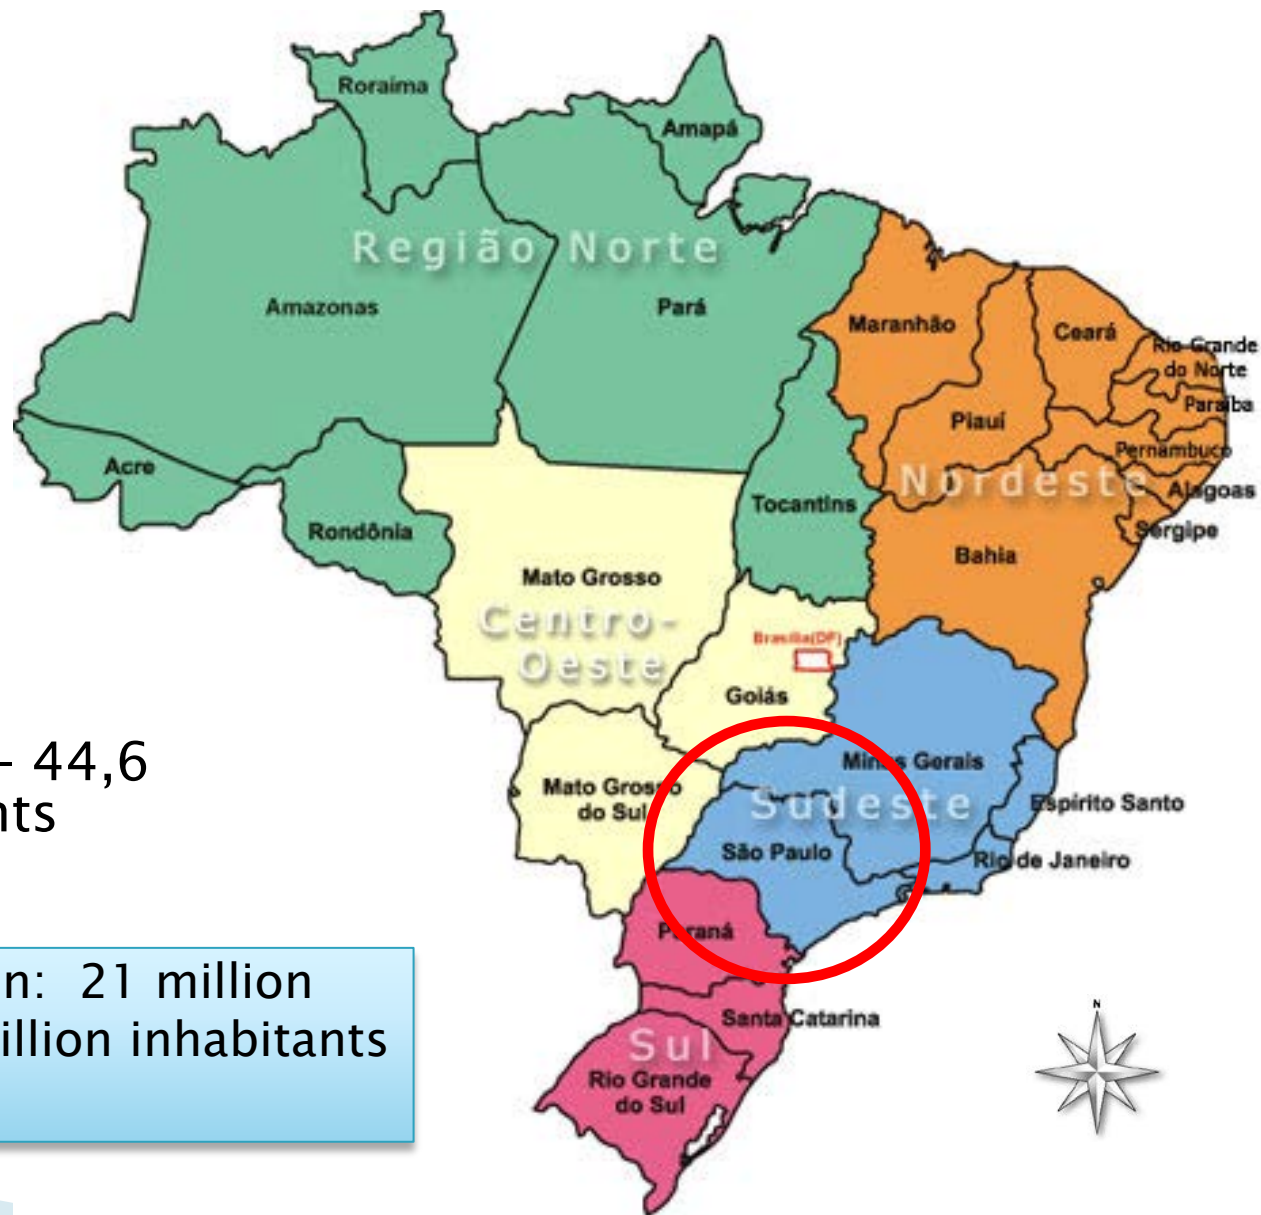 Roraima
Amapá
Região Norte
Amazonas
Pará
Maranhão
Ceará
Rio Grande
do Norte
Paraíba
Piauí
Pernambuco
Acre
Nordeste
Alagoas
Tocantins
Rondônia
Sergipe
Bahia
Mato Grosso
Centro-
Oeste
Brasília(DF)
Goiás
- 44,6
nts
Minas Gerais
Mato Grosso
do Sul
Sudeste
Espírito Santo
São Paulo
Rio de Janeiro
Paraná
n: 21 million
illion inhabitants
N
Santa Catarina
Sul
Rio Grande
do Sul